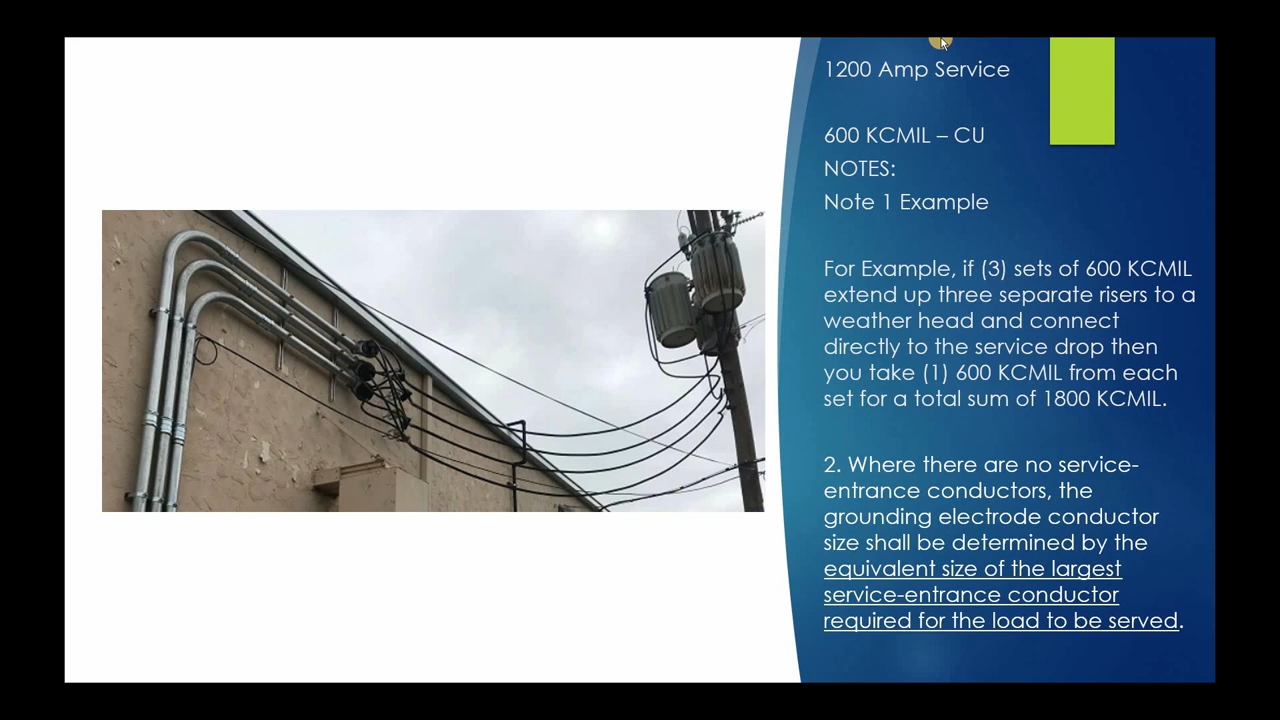 1200 Amp Service
600 KCMIL – CU
NOTES:
Note 1 Example
For Example, if (3) sets of 600 KCMIL
extend up three separate risers to a
weather head and connect
directly to the service drop then
you take (1) 600 KCMIL from each
set for a total sum of 1800 KCMIL.
2. Where there are no service-
entrance conductors, the
grounding electrode conductor
size shall be determined by the
equivalent size of the largest
service-entrance conductor
required for the load to be served.